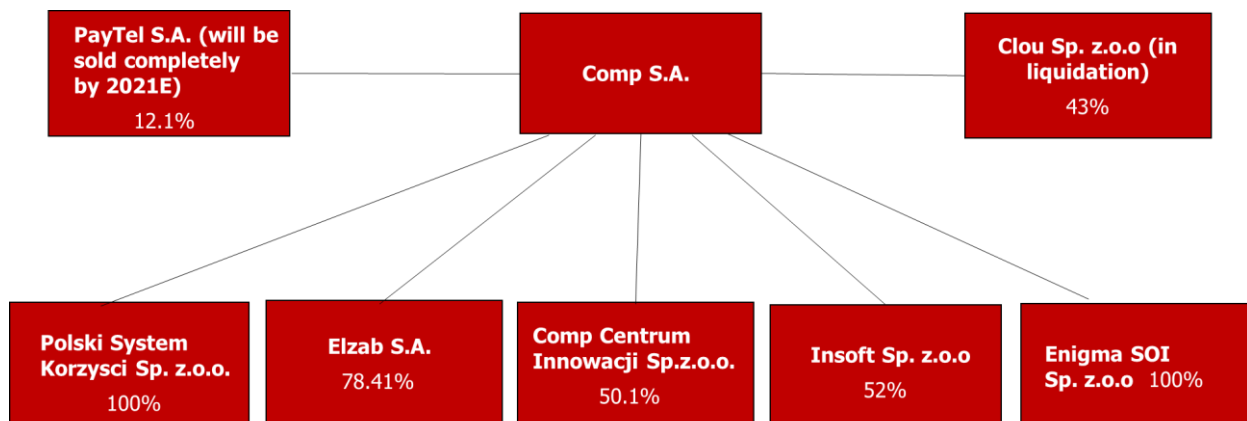 PayTel S.A. (will be
sold completely
by 2021E)
12.1%
Comp S.A.
Clou Sp. z.o.o (in
liquidation)
43%
Polski System
Korzysci Sp. z.o.o.
100%
Elzab S.A.
78.41%
Comp Centrum
Innowacji Sp.z.o.o.
50.1%
Insoft Sp. z.o.o
52%
Enigma SOI
Sp. z.o.o 100%